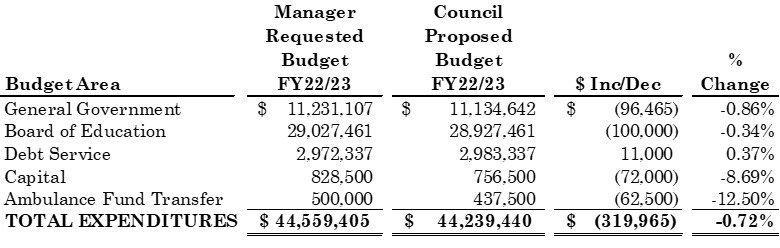 Manager Council
Requested Proposed
Budget Budget %
Budget Area FY22/23 FY22/23 $ Inc/Dec Change
General Government $ 11,231,107 $ 11,134,642 $ (96,465) -0.86%
Board of Education 29,027,461 28,927,461 (100,000) -0.34%
Debt Service 2,972,337 2,983,337 11,000 0.37%
Capital 828,500 756,500 (72,000) -8.69%
Ambulance Fund Transfer 500,000 437,500 (62,500) -12.50%
TOTAL EXPENDITURES $ 44,559,405 $ 44,239,440 $ (319,965) -0.72%